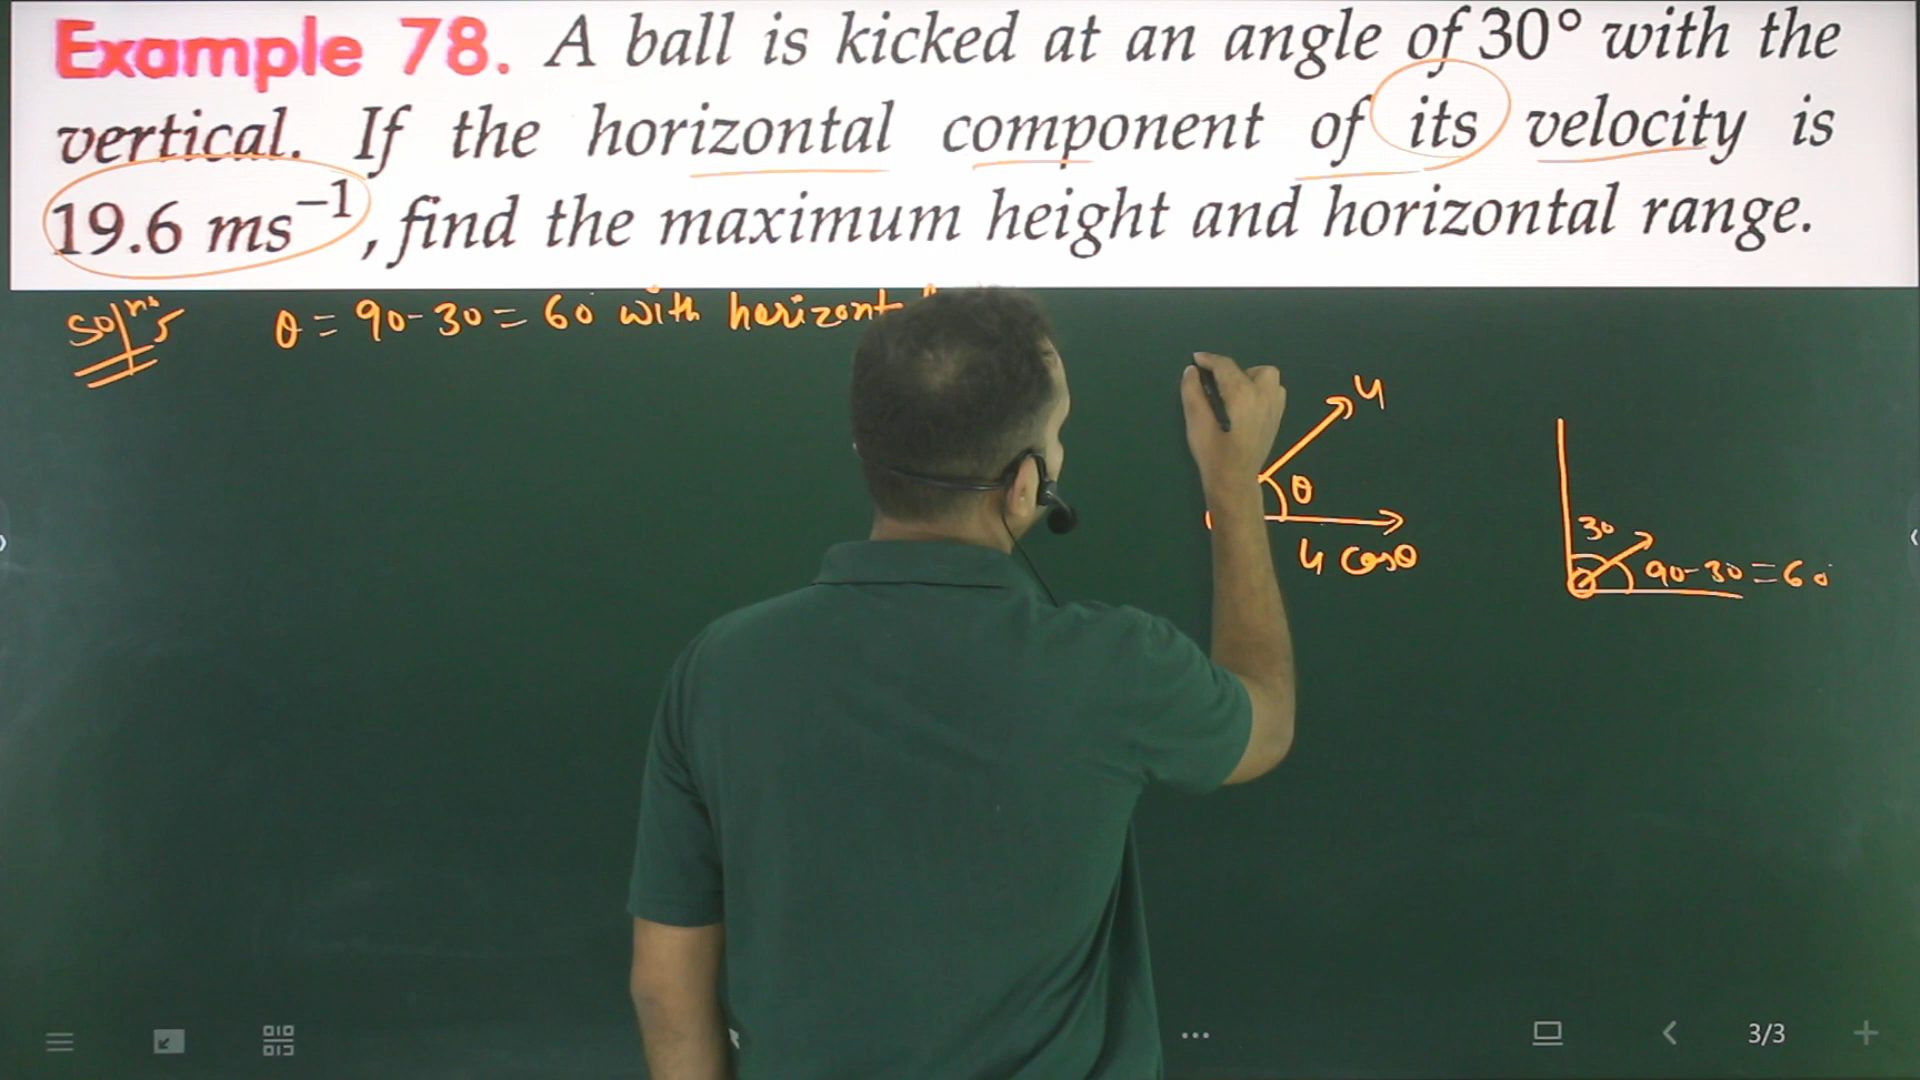 Example 78. A ball is kicked at an angle of 30° with the
vertical. If the horizontal component of its velocity is
19.6 ms⁻¹, find the maximum height and horizontal range.
Solⁿ:
θ = 90 - 30 = 60 with
u
θ
u cosθ
30
90-30=60
3/3